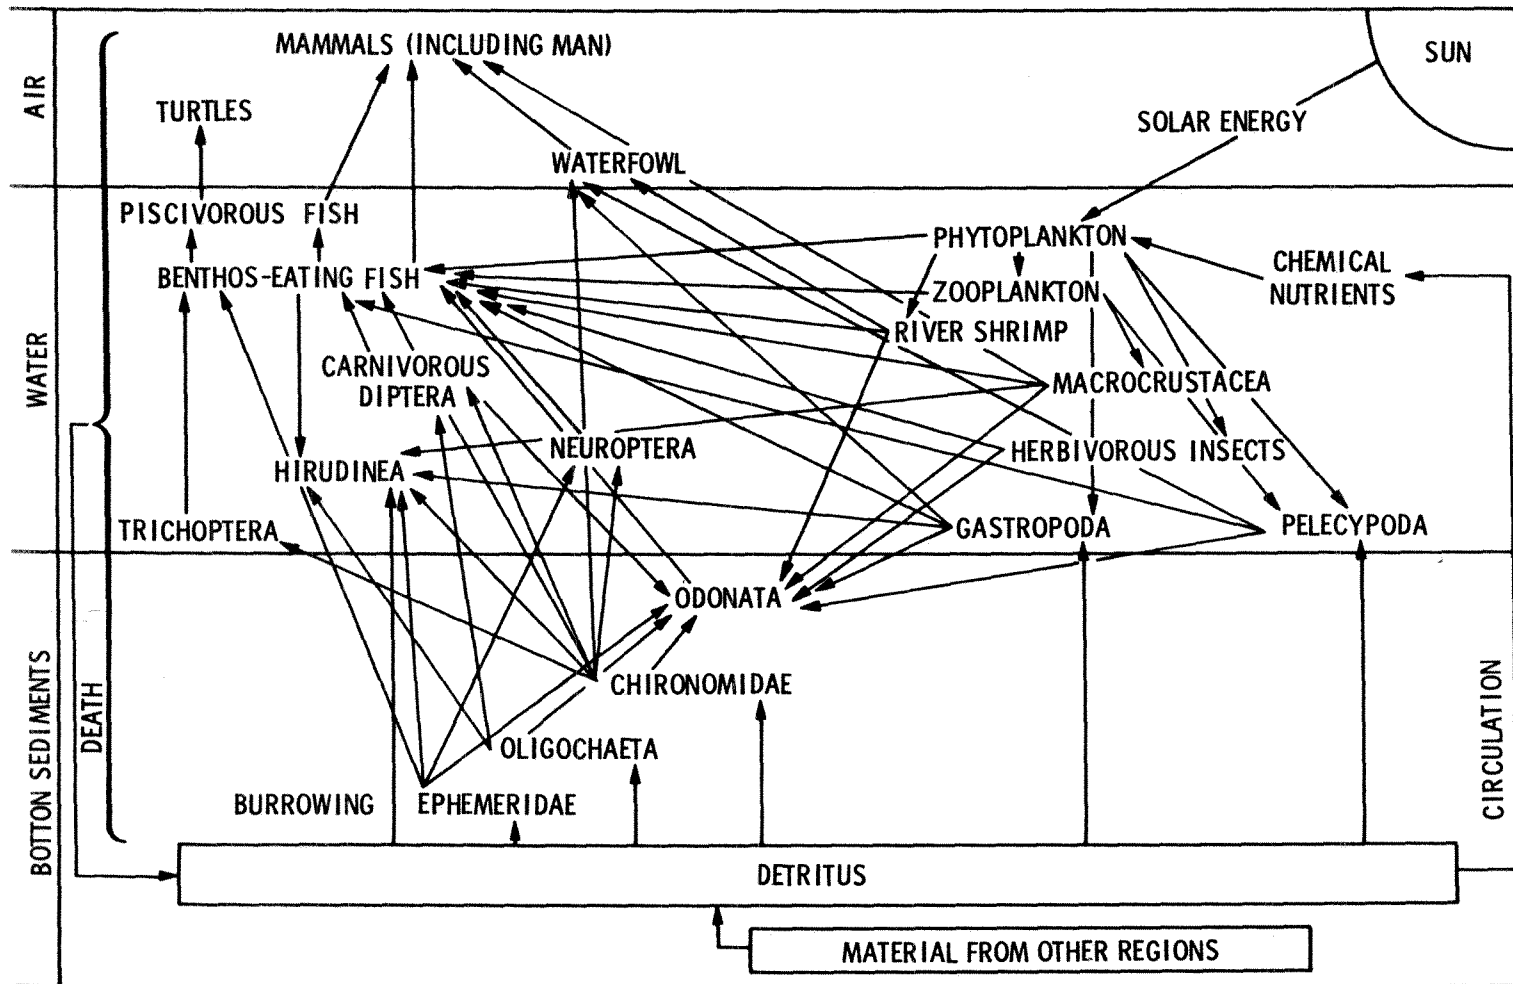 MAMMALS (INCLUDING MAN)
SUN
AIR
TURTLES
SOLAR ENERGY
WATERFOWL
PISCIVOROUS FISH
PHYTOPLANKTON
BENTHOS-EATING FISH
CHEMICAL
NUTRIENTS
ZOOPLANKTON
RIVER SHRIMP
WATER
CARNIVOROUS
DIPTERA
MACROCRUSTACEA
NEUROPTERA
HERBIVOROUS INSECTS
HIRUDINEA
TRICHOPTERA
GASTROPODA
PELECYPODA
ODONATA
CHIRONOMIDAE
BOTTON SEDIMENTS
DEATH
CIRCULATION
OLIGOCHAETA
BURROWING EPHEMERIDAE
DETRITUS
MATERIAL FROM OTHER REGIONS